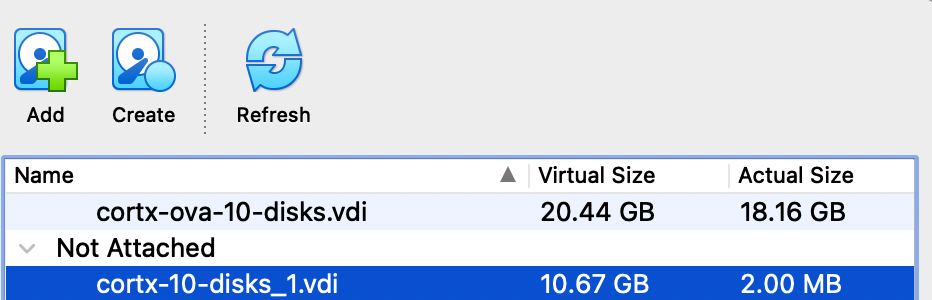 Add Create Refresh
Name Virtual Size Actual Size
cortx-ova-10-disks.vdi 20.44 GB 18.16 GB
Not Attached
cortx-10-disks_1.vdi 10.67 GB 2.00 MB